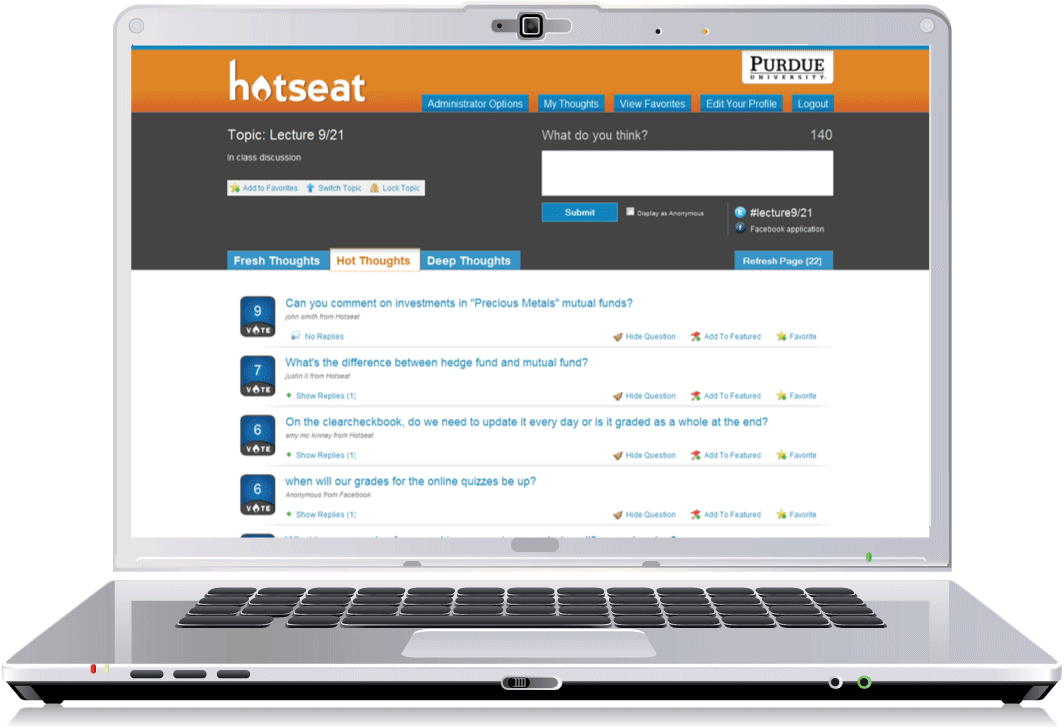 hotseat
PURDUE
UNIVERSITY
Administrator Options
My Thoughts
View Favorites
Edit Your Profile
Logout
Topic: Lecture 9/21
In class discussion
Add to Favorites
Switch Topic
Lock Topic
What do you think?
140
Submit
Display as Anonymous
#lecture9/21
Facebook application
Fresh Thoughts
Hot Thoughts
Deep Thoughts
Refresh Page (22)
9
VOTE
Can you comment on investments in "Precious Metals" mutual funds?
john smith from Hotseat
No Replies
Hide Question
Add To Featured
Favorite
7
VOTE
What's the difference between hedge fund and mutual fund?
justin li from Hotseat
Show Replies (1)
Hide Question
Add To Featured
Favorite
6
VOTE
On the clearcheckbook, do we need to update it every day or is it graded as a whole at the end?
amy mc kinney from Hotseat
Show Replies (1)
Hide Question
Add To Featured
Favorite
6
VOTE
when will our grades for the online quizzes be up?
Anonymous from Facebook
Show Replies (1)
Hide Question
Add To Featured
Favorite